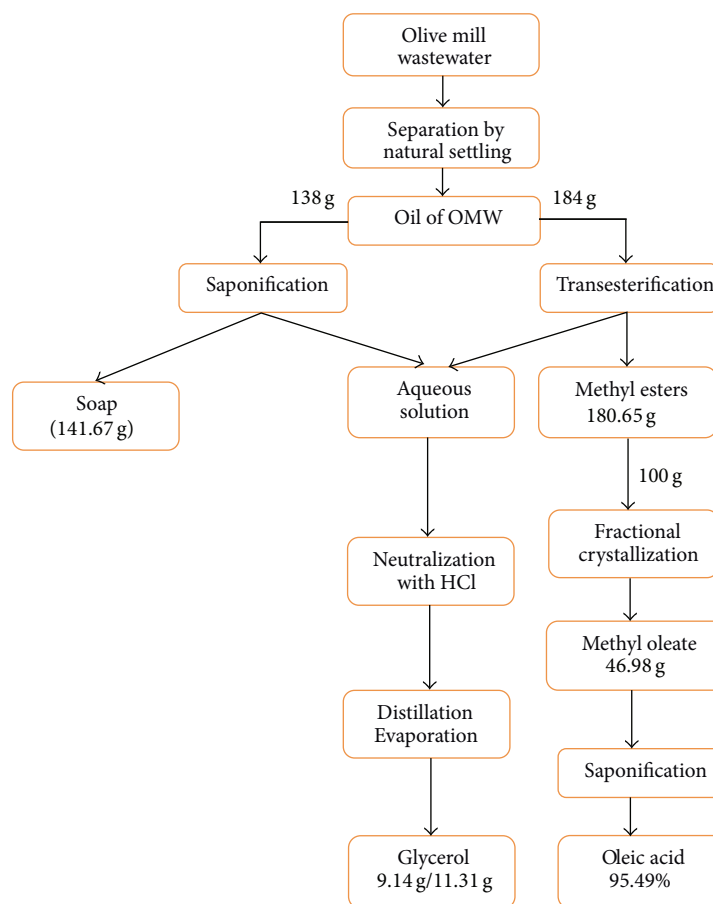 Olive mill
wastewater
Separation by
natural settling
138 g
184 g
Oil of OMW
Saponification
Transesterification
Soap
(141.67 g)
Aqueous
solution
Methyl esters
180.65 g
100 g
Neutralization
with HCl
Fractional
crystallization
Methyl oleate
46.98 g
Distillation
Evaporation
Saponification
Glycerol
9.14 g/11.31 g
Oleic acid
95.49%